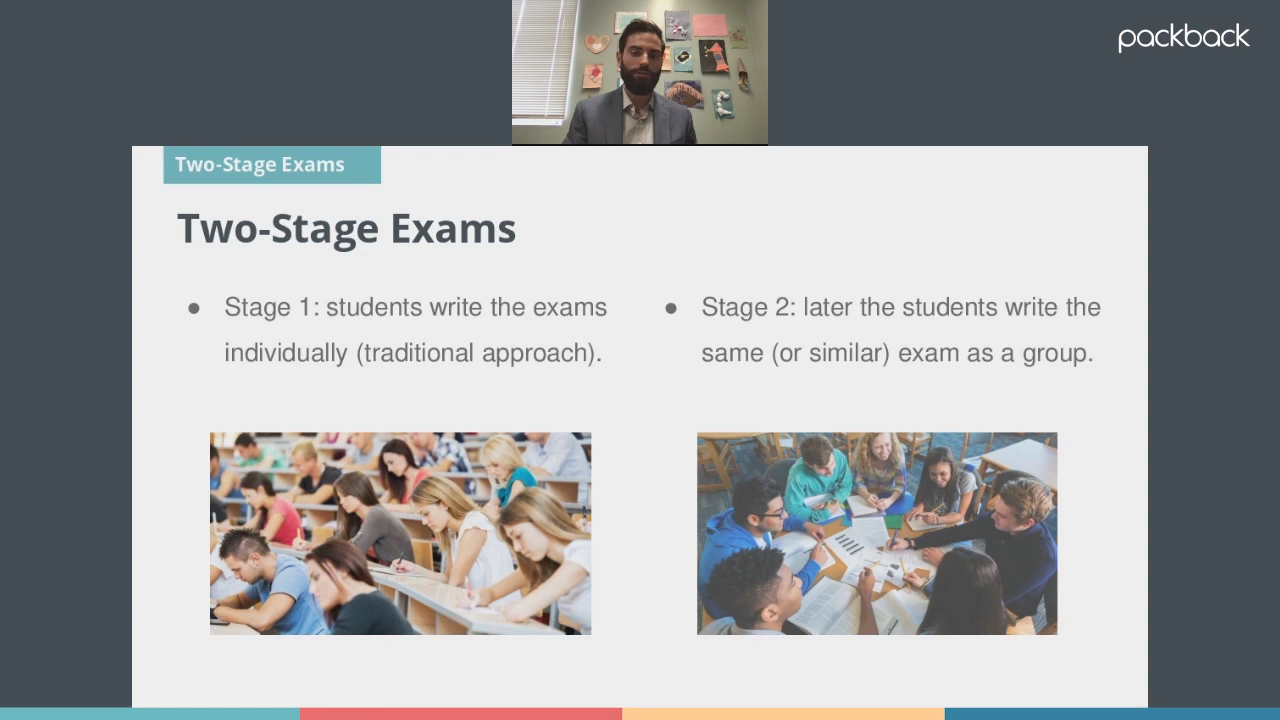 packback
Two-Stage Exams
Two-Stage Exams
● Stage 1: students write the exams
individually (traditional approach).
● Stage 2: later the students write the
same (or similar) exam as a group.